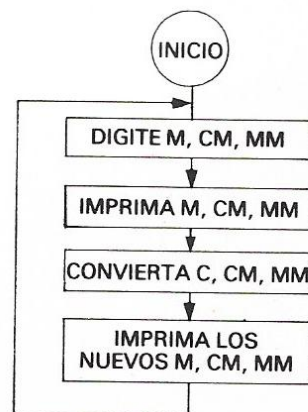 INICIO
DIGITE M, CM, MM
IMPRIMA M, CM, MM
CONVIERTA C, CM, MM
IMPRIMA LOS
NUEVOS M, CM, MM